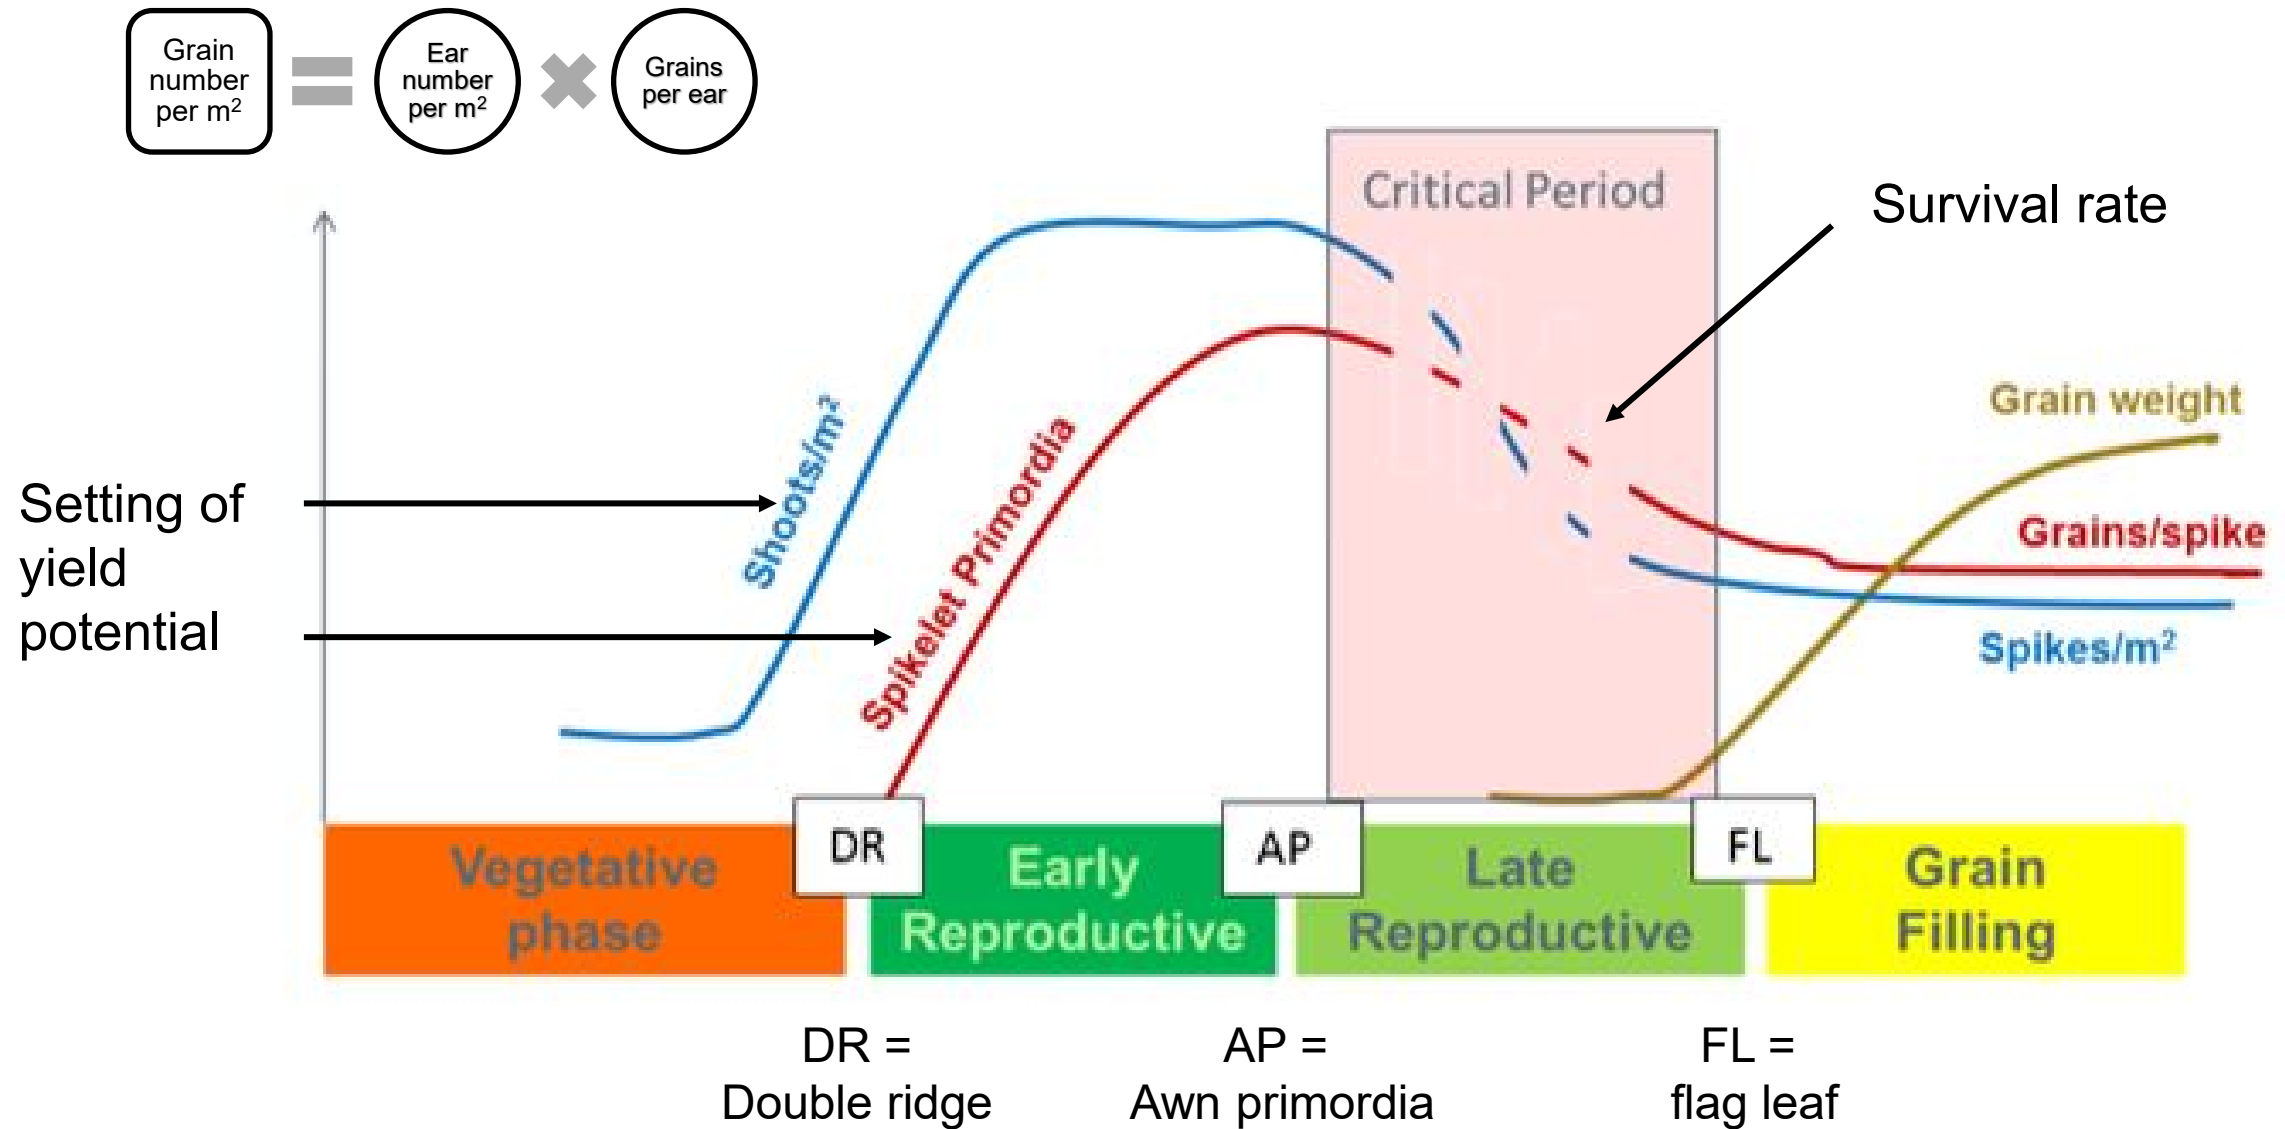 Grain
number
per m²
Ear
number
per m²
Grains
per ear
Critical Period
Survival rate
Setting of
yield
potential
Shoots/m²
Spikelet Primordia
Grain weight
Grains/spike
Spikes/m²
DR
AP
FL
Vegetative
phase
Early
Reproductive
Late
Reproductive
Grain
Filling
DR =
Double ridge
AP =
Awn primordia
FL =
flag leaf